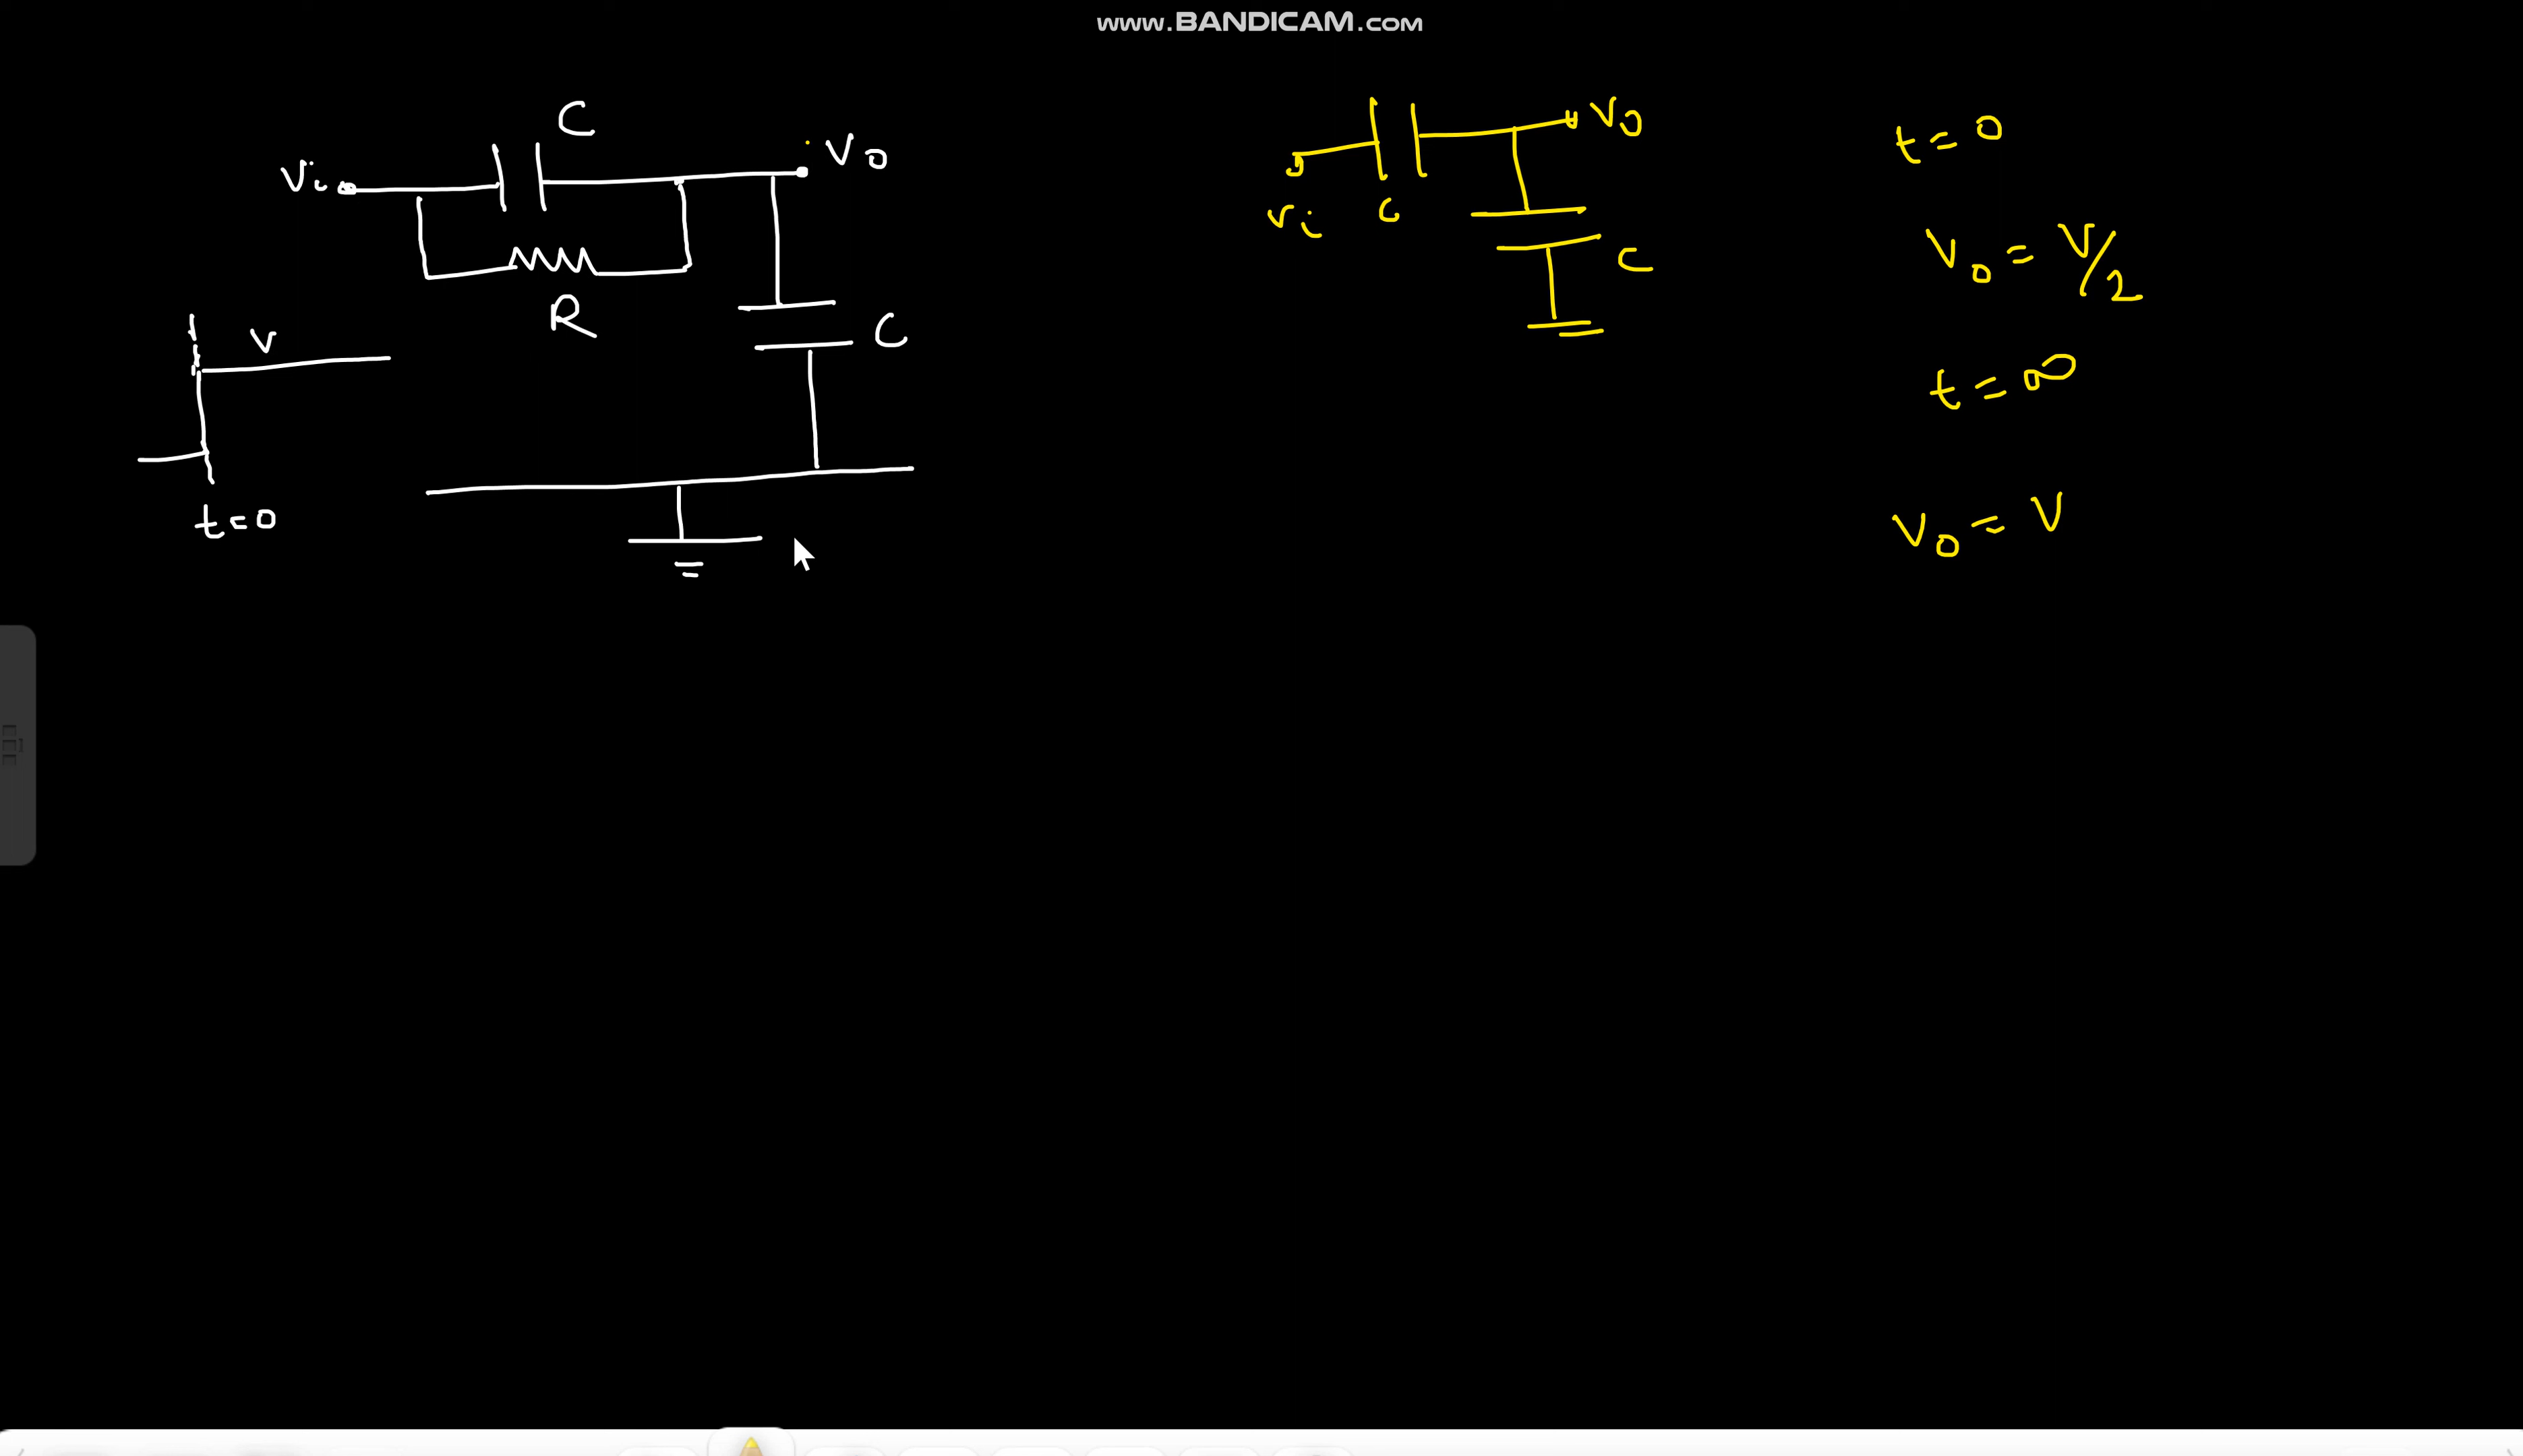 www.BANDICAM.com
C
Vi
Vo
R
C
V
t=0
Vo
Vi
C
C
t=0
Vo=V/2
t=∞
Vo=V